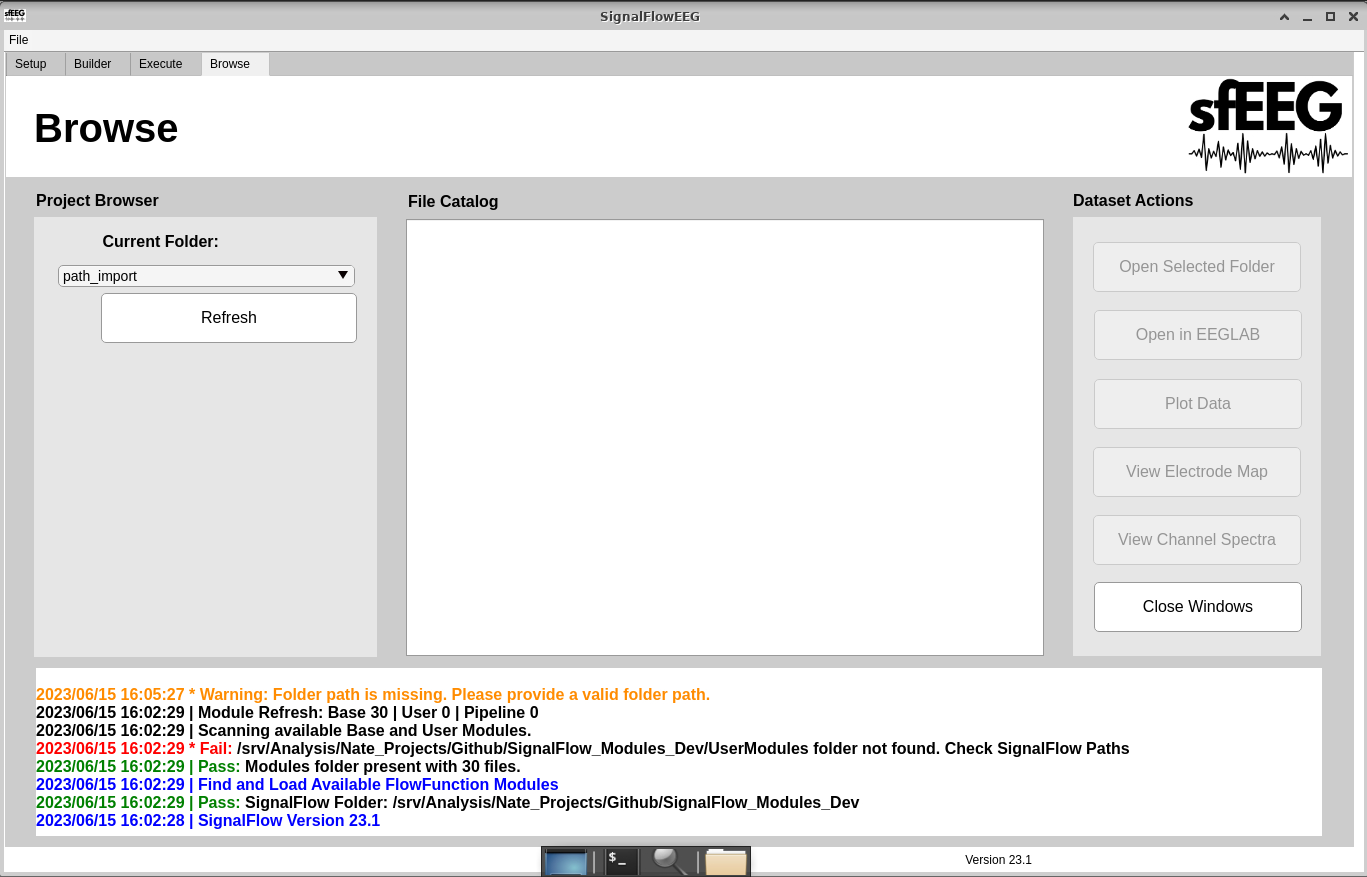 sfEEG
SignalFlowEEG
File
Setup
Builder
Execute
Browse
Browse
sfEEG
Project Browser
File Catalog
Dataset Actions
Current Folder:
path_import
Refresh
Open Selected Folder
Open in EEGLAB
Plot Data
View Electrode Map
View Channel Spectra
Close Windows
2023/06/15 16:05:27 * Warning: Folder path is missing. Please provide a valid folder path.
2023/06/15 16:02:29 | Module Refresh: Base 30 | User 0 | Pipeline 0
2023/06/15 16:02:29 | Scanning available Base and User Modules.
2023/06/15 16:02:29 * Fail: /srv/Analysis/Nate_Projects/Github/SignalFlow_Modules_Dev/UserModules folder not found. Check SignalFlow Paths
2023/06/15 16:02:29 | Pass: Modules folder present with 30 files.
2023/06/15 16:02:29 | Find and Load Available FlowFunction Modules
2023/06/15 16:02:29 | Pass: SignalFlow Folder: /srv/Analysis/Nate_Projects/Github/SignalFlow_Modules_Dev
2023/06/15 16:02:28 | SignalFlow Version 23.1
$_
Version 23.1